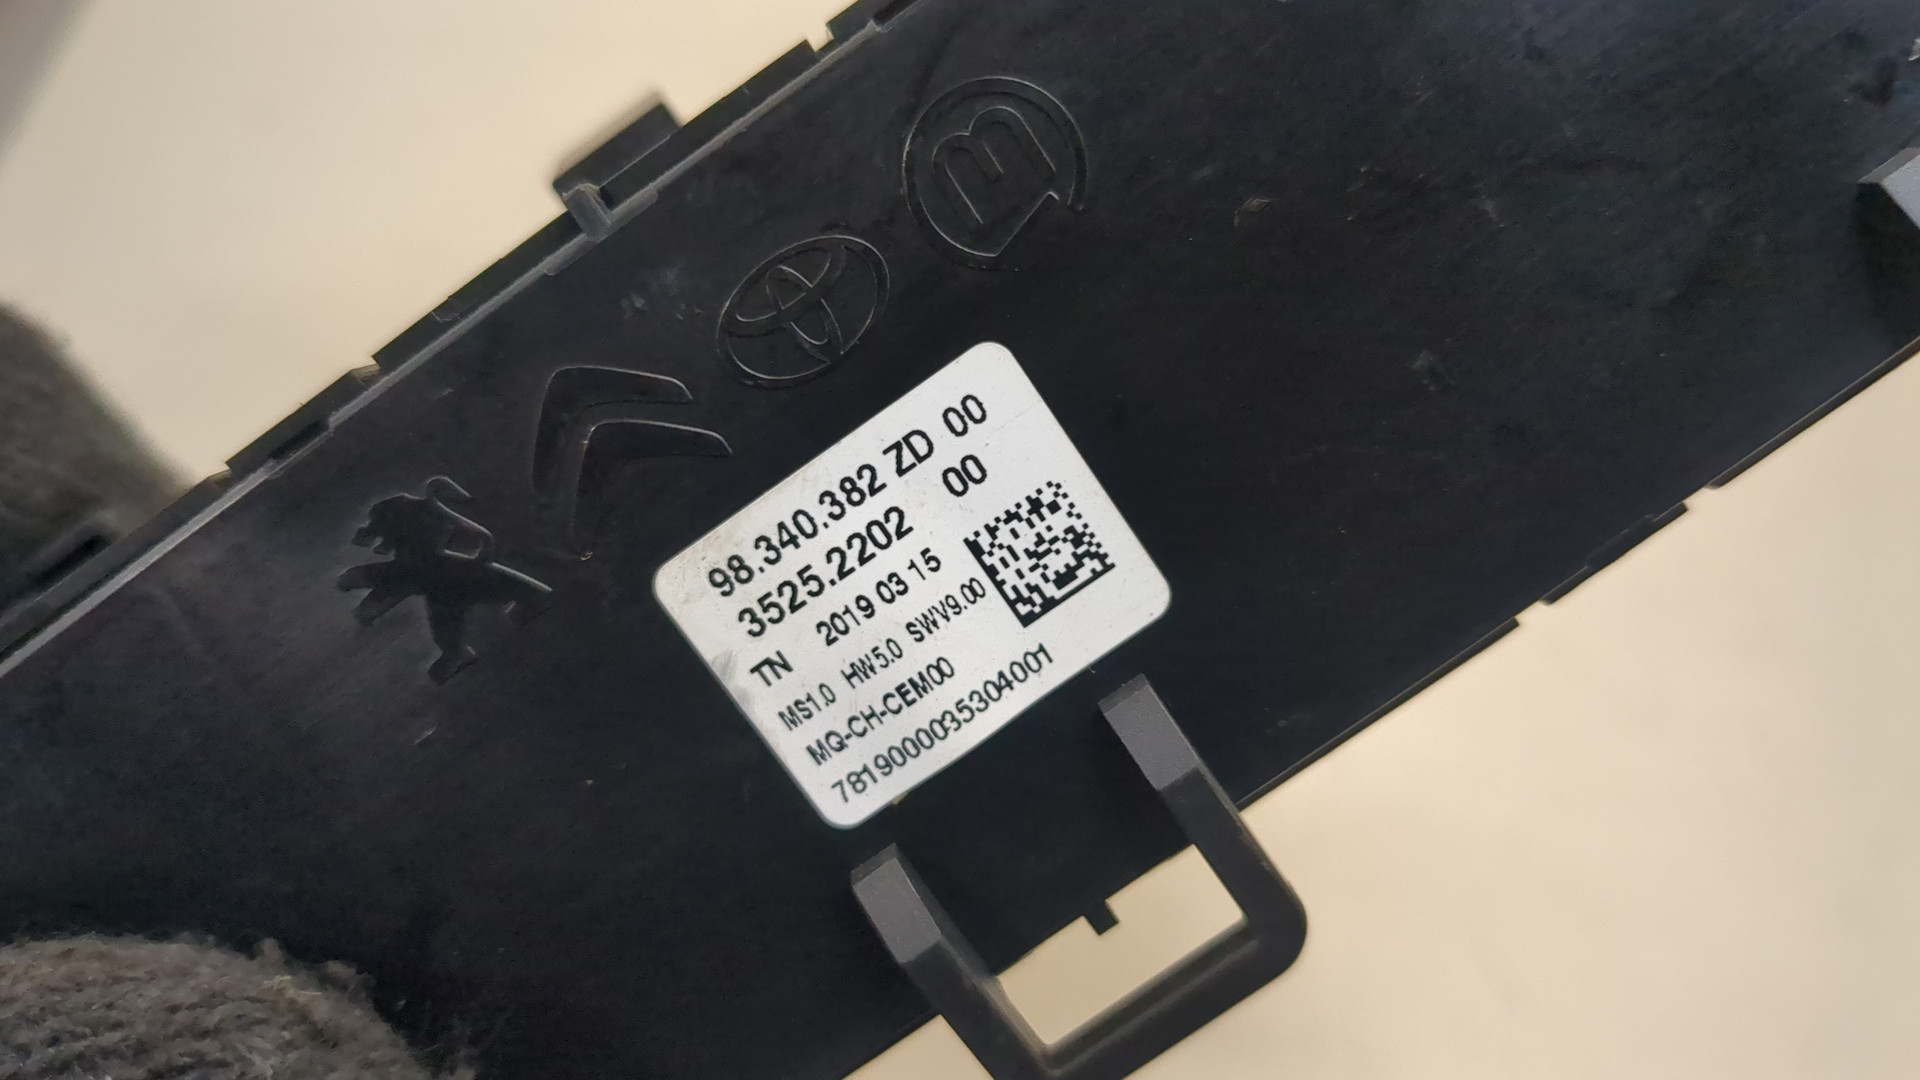 98.340.382 ZD 00
3525.2202 00
TN 2019 03 15
MS1.0 HW5.0 SWV9.00
MQ-CH-CEM00
7819000035304001